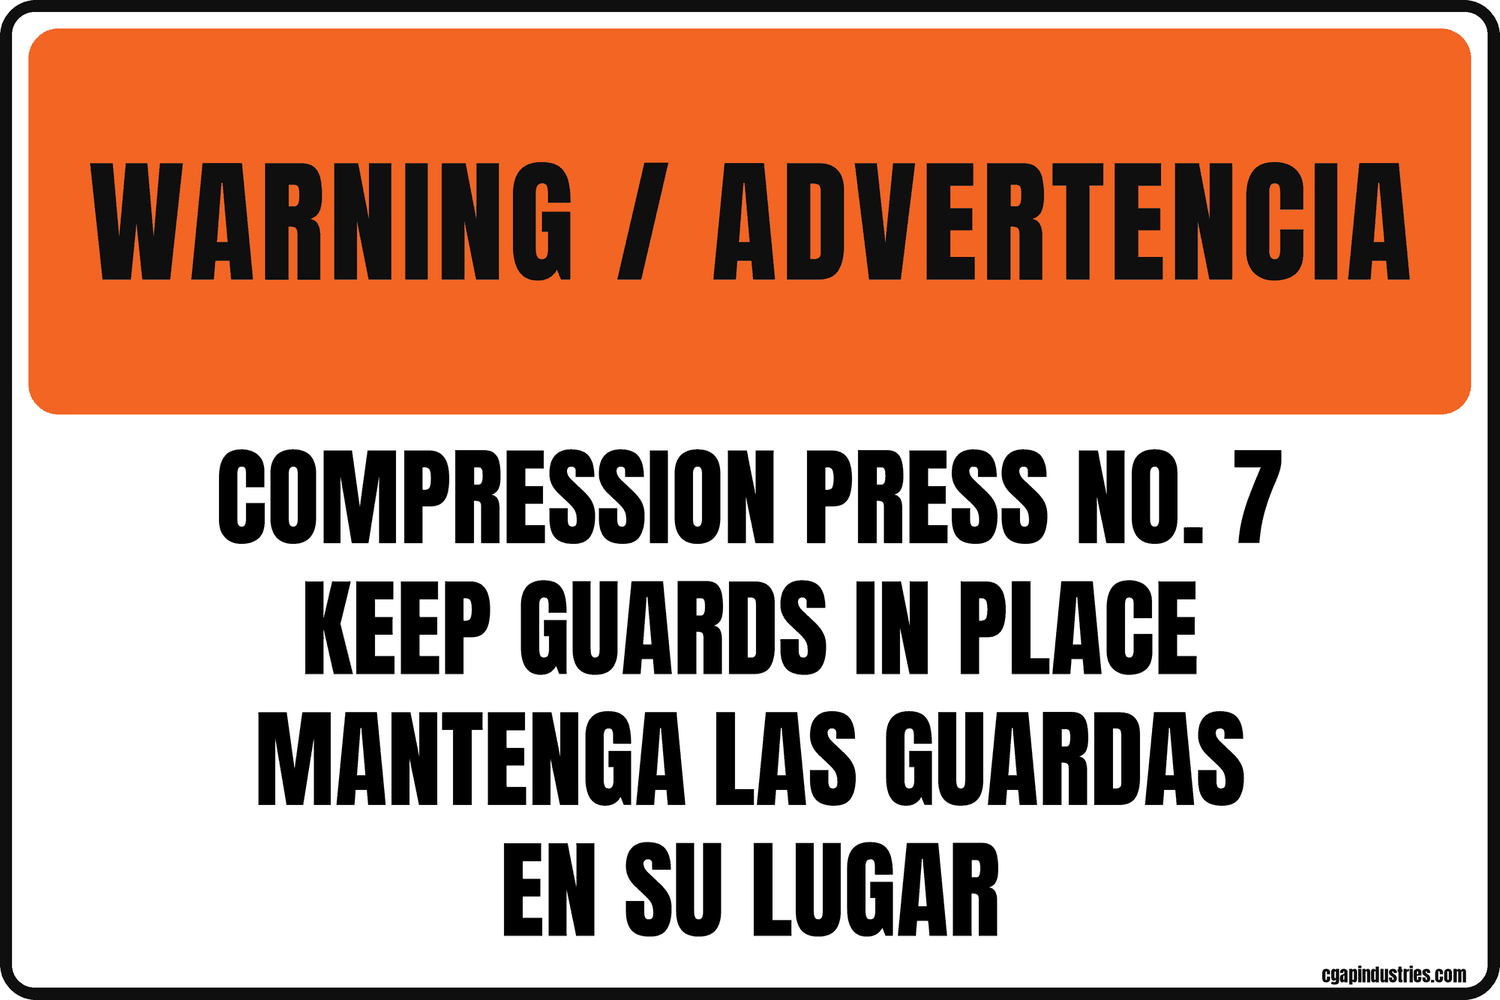 WARNING / ADVERTENCIA
COMPRESSION PRESS NO. 7
KEEP GUARDS IN PLACE
MANTENGA LAS GUARDAS
EN SU LUGAR
cgapindustries.com